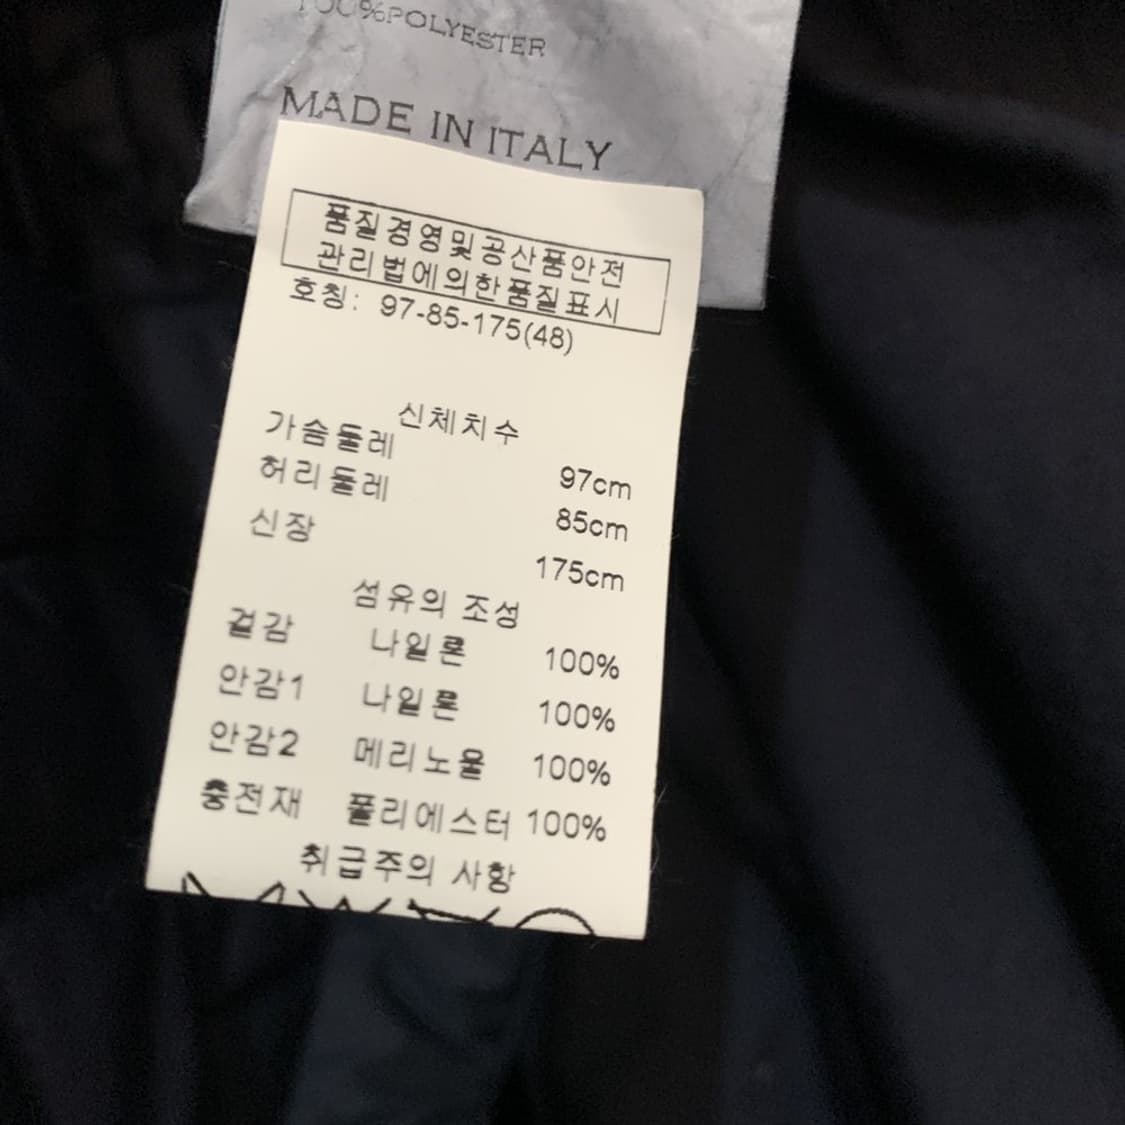 100%POLYESTER
MADE IN ITALY
품질경영및공산품안전
관리법에의한품질표시
호칭: 97-85-175(48)
신체치수
가슴둘레 97cm
허리둘레 85cm
신장 175cm
섬유의 조성
겉감 나일론 100%
안감1 나일론 100%
안감2 메리노울 100%
충전재 폴리에스터 100%
취급주의 사항